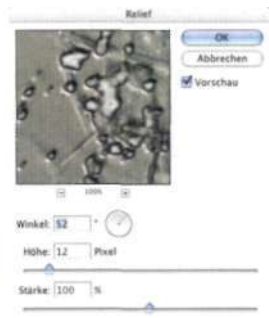 Relief
OK
Abbrechen
Vorschau
100%
Winkel: 52 °
Höhe: 12 Pixel
Stärke: 100 %